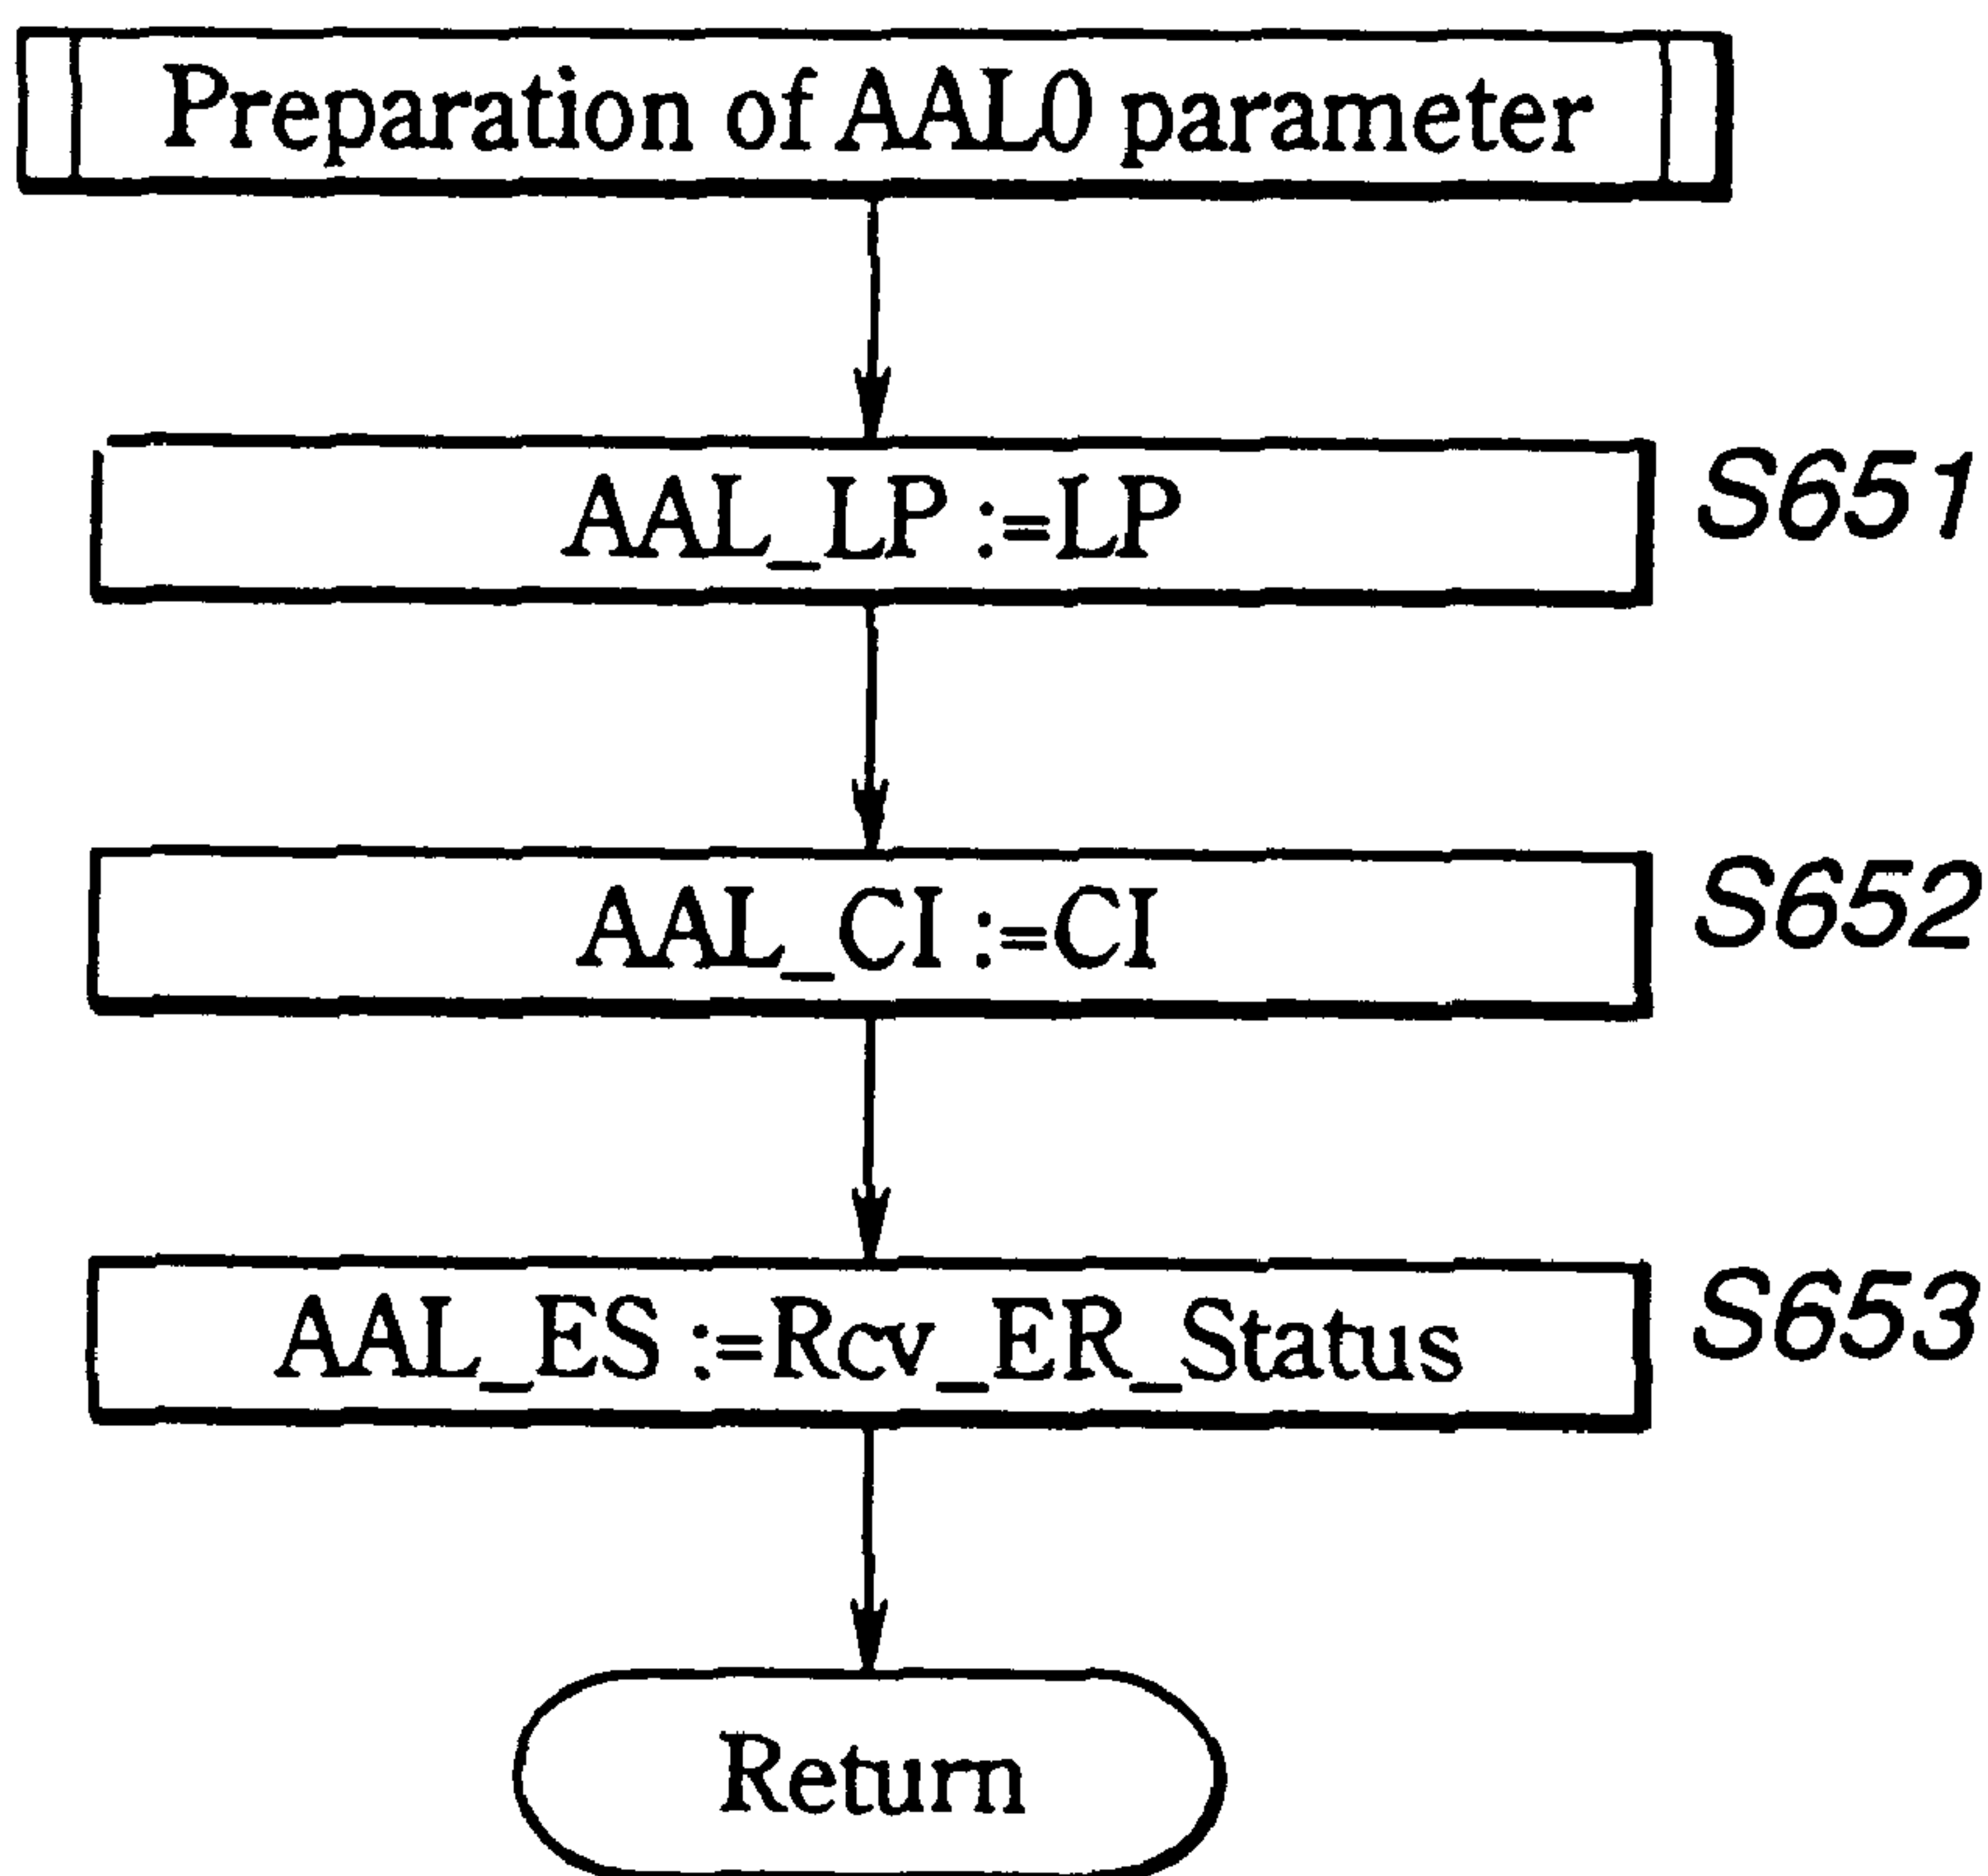 Preparation of AAL0 parameter
AAL_LP :=LP S651
AAL_CI :=CI S652
AAL_ES :=Rcv_ER_Status S653
Return